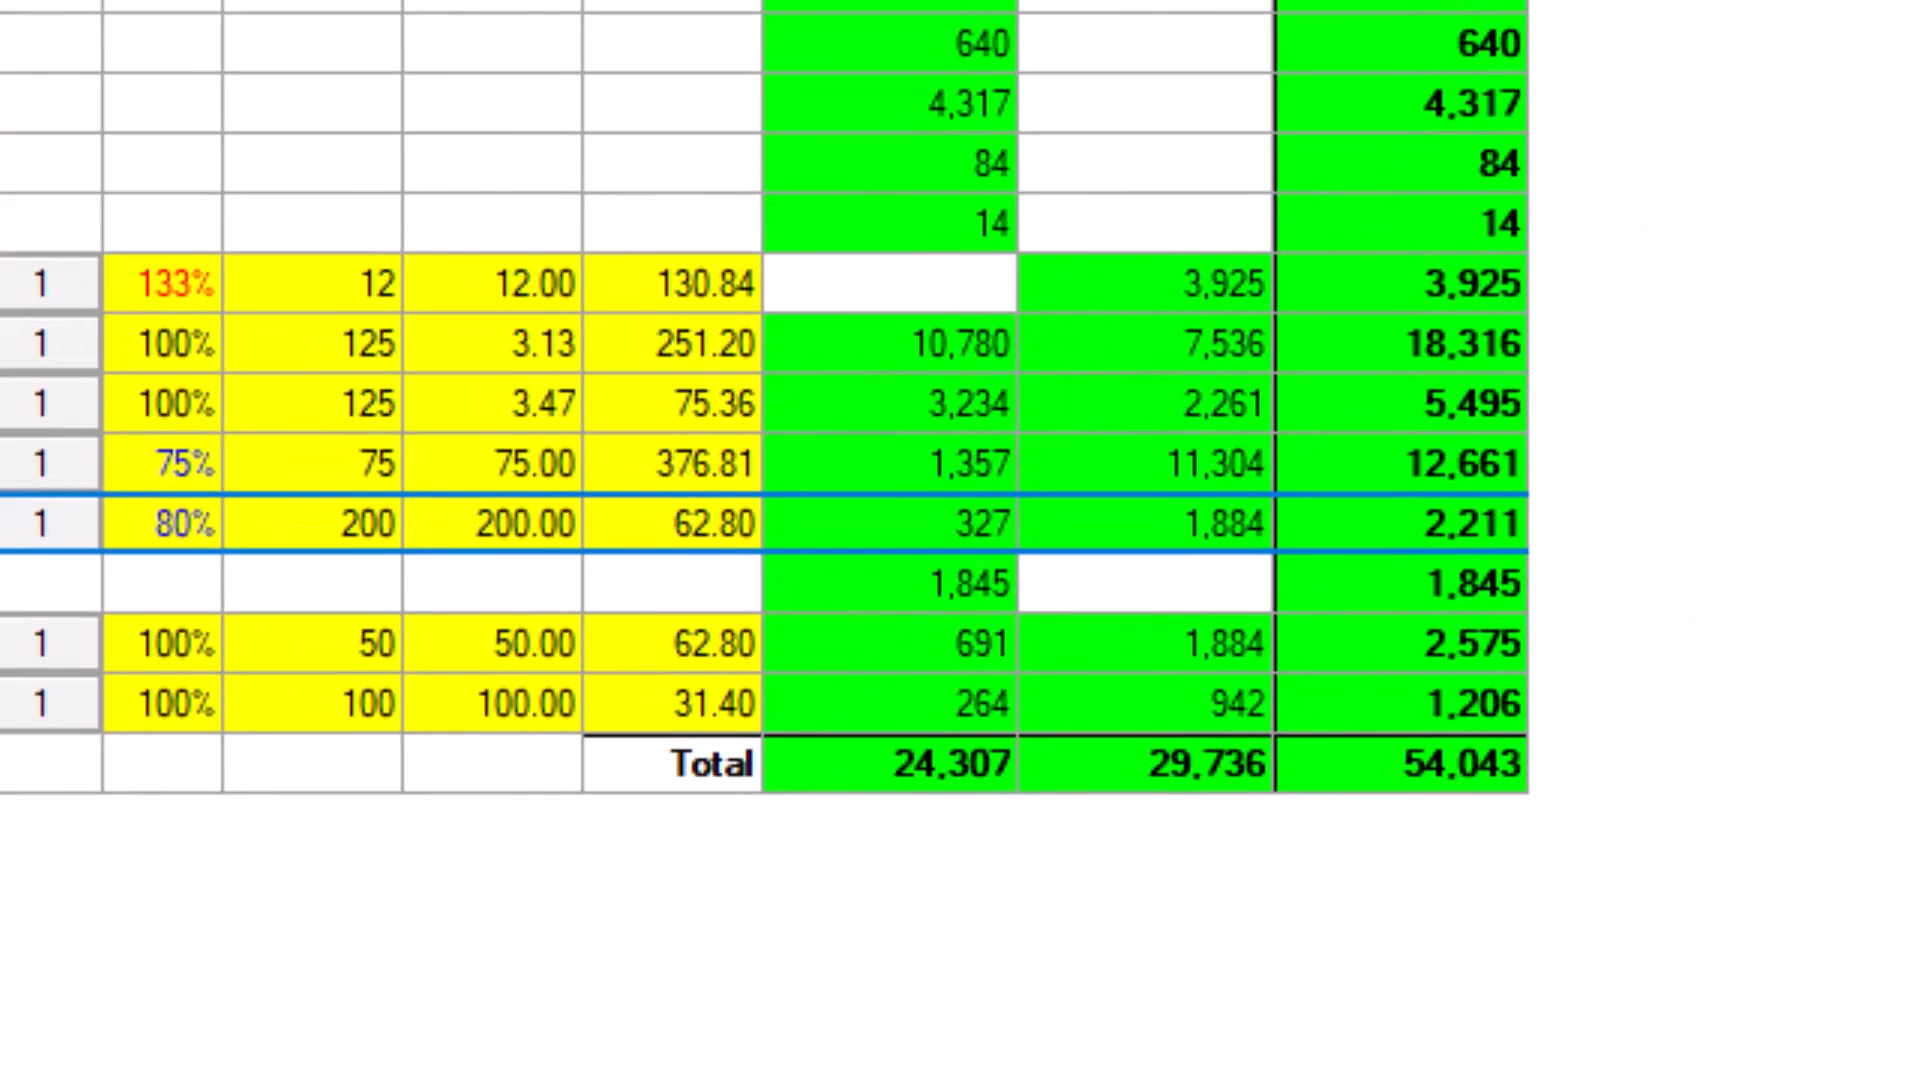 640 640
4,317 4,317
84 84
14 14
1 133% 12 12.00 130.84 3,925 3,925
1 100% 125 3.13 251.20 10,780 7,536 18,316
1 100% 125 3.47 75.36 3,234 2,261 5,495
1 75% 75 75.00 376.81 1,357 11,304 12,661
1 80% 200 200.00 62.80 327 1,884 2,211
1,845 1,845
1 100% 50 50.00 62.80 691 1,884 2,575
1 100% 100 100.00 31.40 264 942 1,206
Total 24,307 29,736 54,043